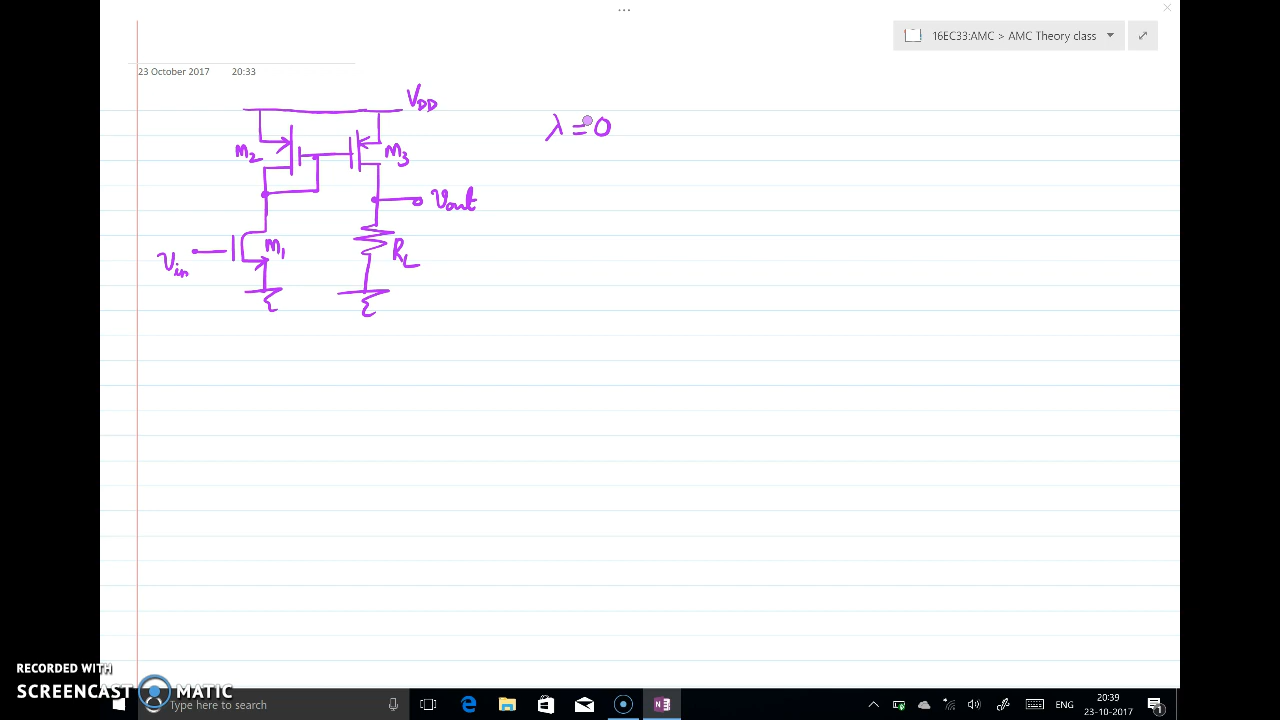 ...
16EC33:AMC > AMC Theory class
23 October 2017 20:33
VDD
λ = 0
M2
M3
Vout
M1
RL
Vin
RECORDED WITH
SCREENCAST MATIC
Type here to search
ENG
20:39
23-10-2017
1